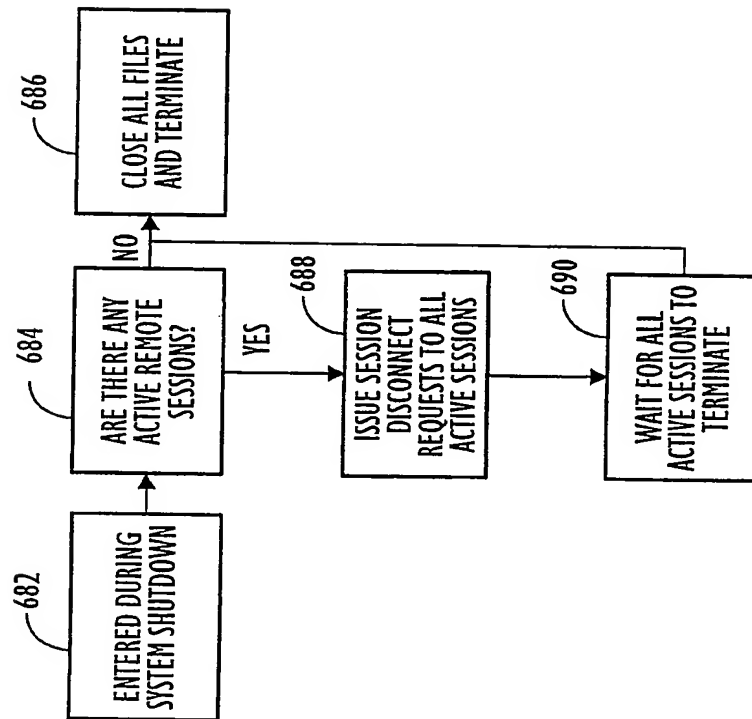 682
ENTERED DURING
SYSTEM SHUTDOWN
684
ARE THERE ANY
ACTIVE REMOTE
SESSIONS?
NO
686
CLOSE ALL FILES
AND TERMINATE
YES
688
ISSUE SESSION
DISCONNECT
REQUESTS TO ALL
ACTIVE SESSIONS
690
WAIT FOR ALL
ACTIVE SESSIONS TO
TERMINATE